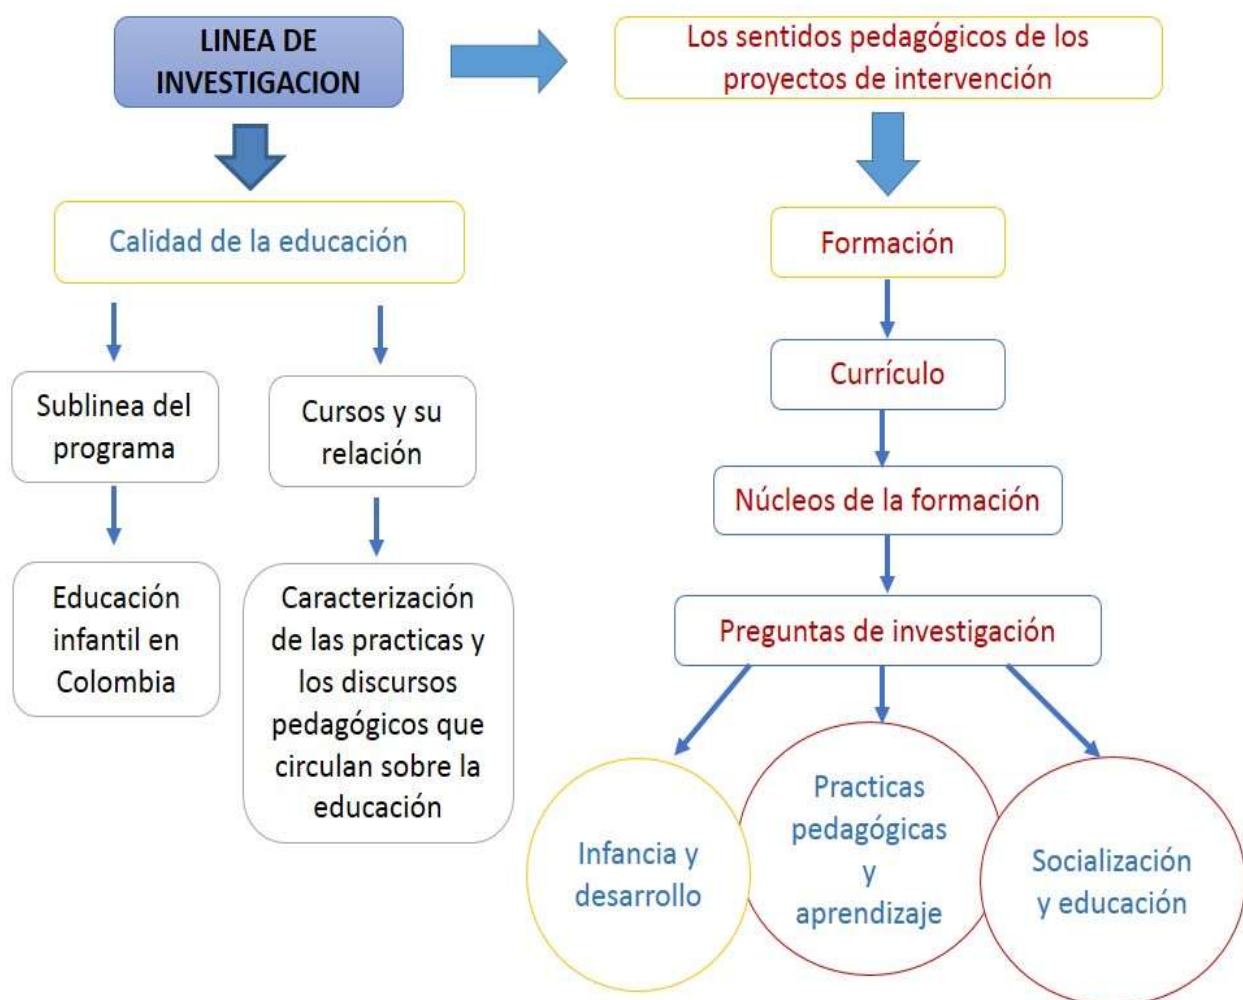 LINEA DE
INVESTIGACION
Los sentidos pedagógicos de los
proyectos de intervención
Calidad de la educación
Formación
Sublinea del
programa
Cursos y su
relación
Currículo
Núcleos de la formación
Educación
infantil en
Colombia
Caracterización
de las practicas y
los discursos
pedagógicos que
circulan sobre la
educación
Preguntas de investigación
Infancia y
desarrollo
Practicas
pedagógicas
y
aprendizaje
Socialización
y educación